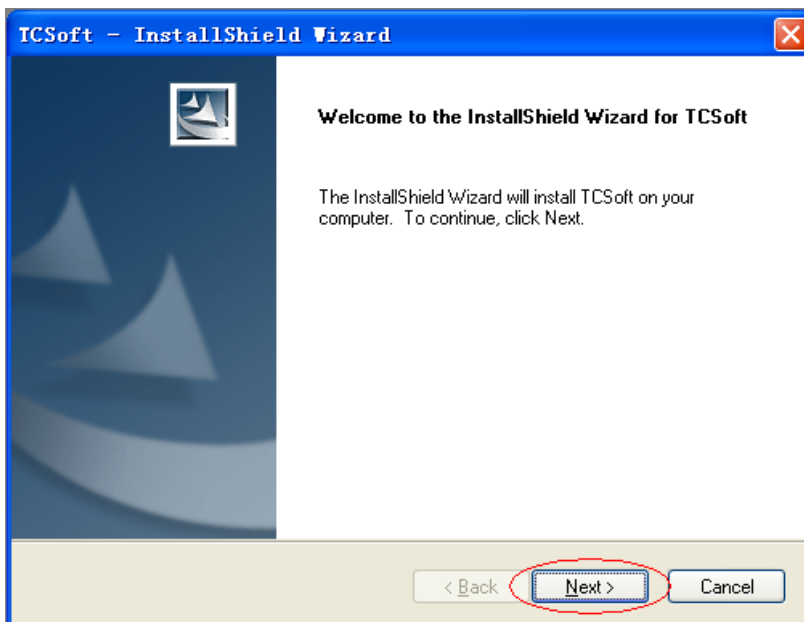 TCSoft - InstallShield Wizard
Welcome to the InstallShield Wizard for TCSoft
The InstallShield Wizard will install TCSoft on your
computer. To continue, click Next.
< Back Next > Cancel